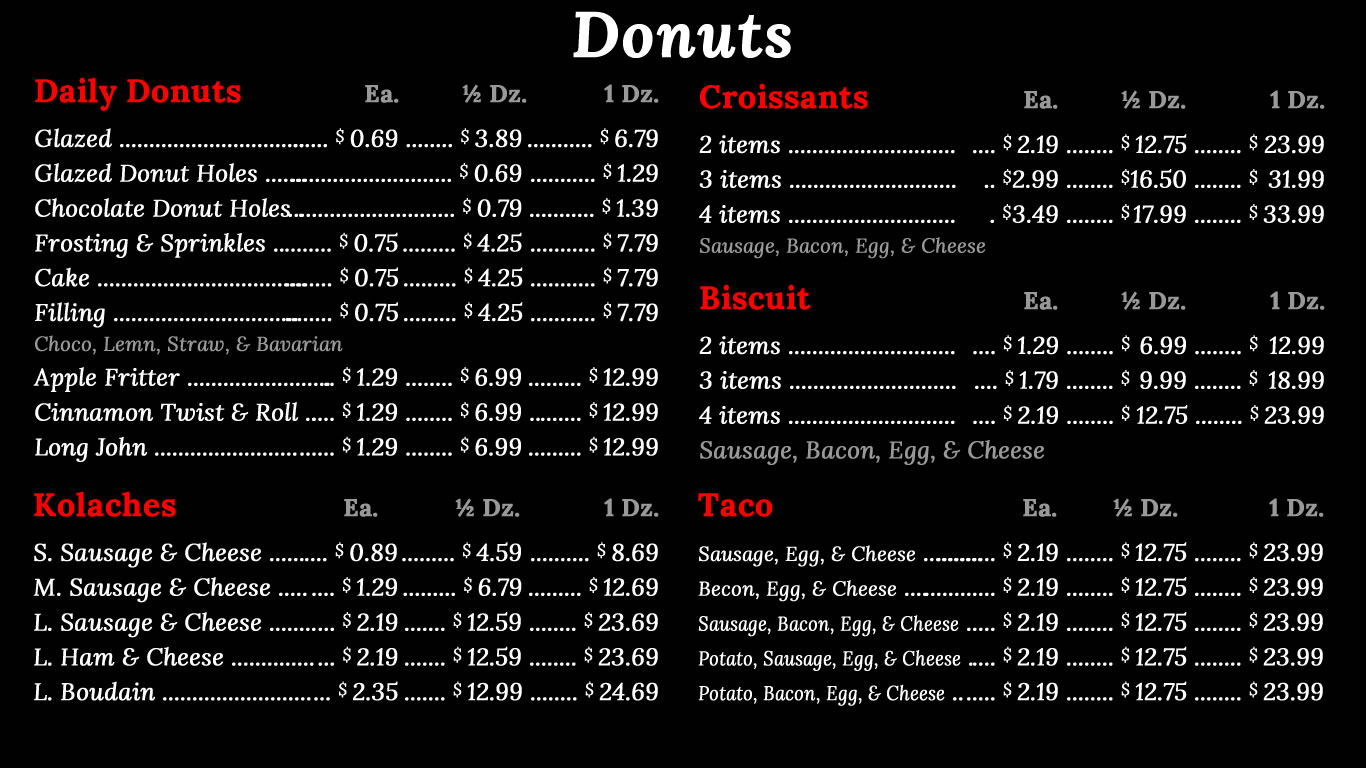 Donuts
Daily Donuts Ea. ½ Dz. 1 Dz.
Glazed ............................... $ 0.69 ........ $ 3.89 ........... $ 6.79
Glazed Donut Holes ................................. $ 0.69 ........... $ 1.29
Chocolate Donut Holes............................ $ 0.79 ........... $ 1.39
Frosting & Sprinkles .......... $ 0.75 ......... $ 4.25 ........... $ 7.79
Cake ........................................ $ 0.75 ......... $ 4.25 ........... $ 7.79
Filling ..................................... $ 0.75 ......... $ 4.25 ........... $ 7.79
Choco, Lemn, Straw, & Bavarian
Apple Fritter ......................... $ 1.29 ........ $ 6.99 ......... $ 12.99
Cinnamon Twist & Roll ..... $ 1.29 ........ $ 6.99 ......... $ 12.99
Long John ............................... $ 1.29 ........ $ 6.99 ......... $ 12.99
Kolaches Ea. ½ Dz. 1 Dz.
S. Sausage & Cheese .......... $ 0.89 ......... $ 4.59 .......... $ 8.69
M. Sausage & Cheese .......... $ 1.29 ......... $ 6.79 ......... $ 12.69
L. Sausage & Cheese ........... $ 2.19 ....... $ 12.59 ........ $ 23.69
L. Ham & Cheese .................. $ 2.19 ....... $ 12.59 ........ $ 23.69
L. Boudain ............................. $ 2.35 ....... $ 12.99 ........ $ 24.69
Croissants Ea. ½ Dz. 1 Dz.
2 items ............................. .... $ 2.19 ........ $ 12.75 ........ $ 23.99
3 items ............................. .. $2.99 ........ $16.50 ........ $ 31.99
4 items ............................. . $3.49 ........ $17.99 ........ $ 33.99
Sausage, Bacon, Egg, & Cheese
Biscuit Ea. ½ Dz. 1 Dz.
2 items ............................. .... $ 1.29 ........ $ 6.99 ........ $ 12.99
3 items ............................. .... $ 1.79 ........ $ 9.99 ........ $ 18.99
4 items ............................. .... $ 2.19 ........ $ 12.75 ........ $ 23.99
Sausage, Bacon, Egg, & Cheese
Taco Ea. ½ Dz. 1 Dz.
Sausage, Egg, & Cheese ............. $ 2.19 ........ $ 12.75 ........ $ 23.99
Becon, Egg, & Cheese ................ $ 2.19 ........ $ 12.75 ........ $ 23.99
Sausage, Bacon, Egg, & Cheese ..... $ 2.19 ........ $ 12.75 ........ $ 23.99
Potato, Sausage, Egg, & Cheese ..... $ 2.19 ........ $ 12.75 ........ $ 23.99
Potato, Bacon, Egg, & Cheese ....... $ 2.19 ........ $ 12.75 ........ $ 23.99